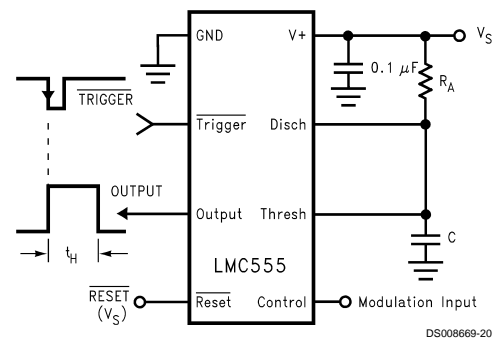 GND
V+
V_S
0.1 μF
R_A
TRIGGER
Trigger
Disch
OUTPUT
Output
Thresh
C
t_H
LMC555
RESET
(V_S)
Reset
Control
Modulation Input
DS008669-20